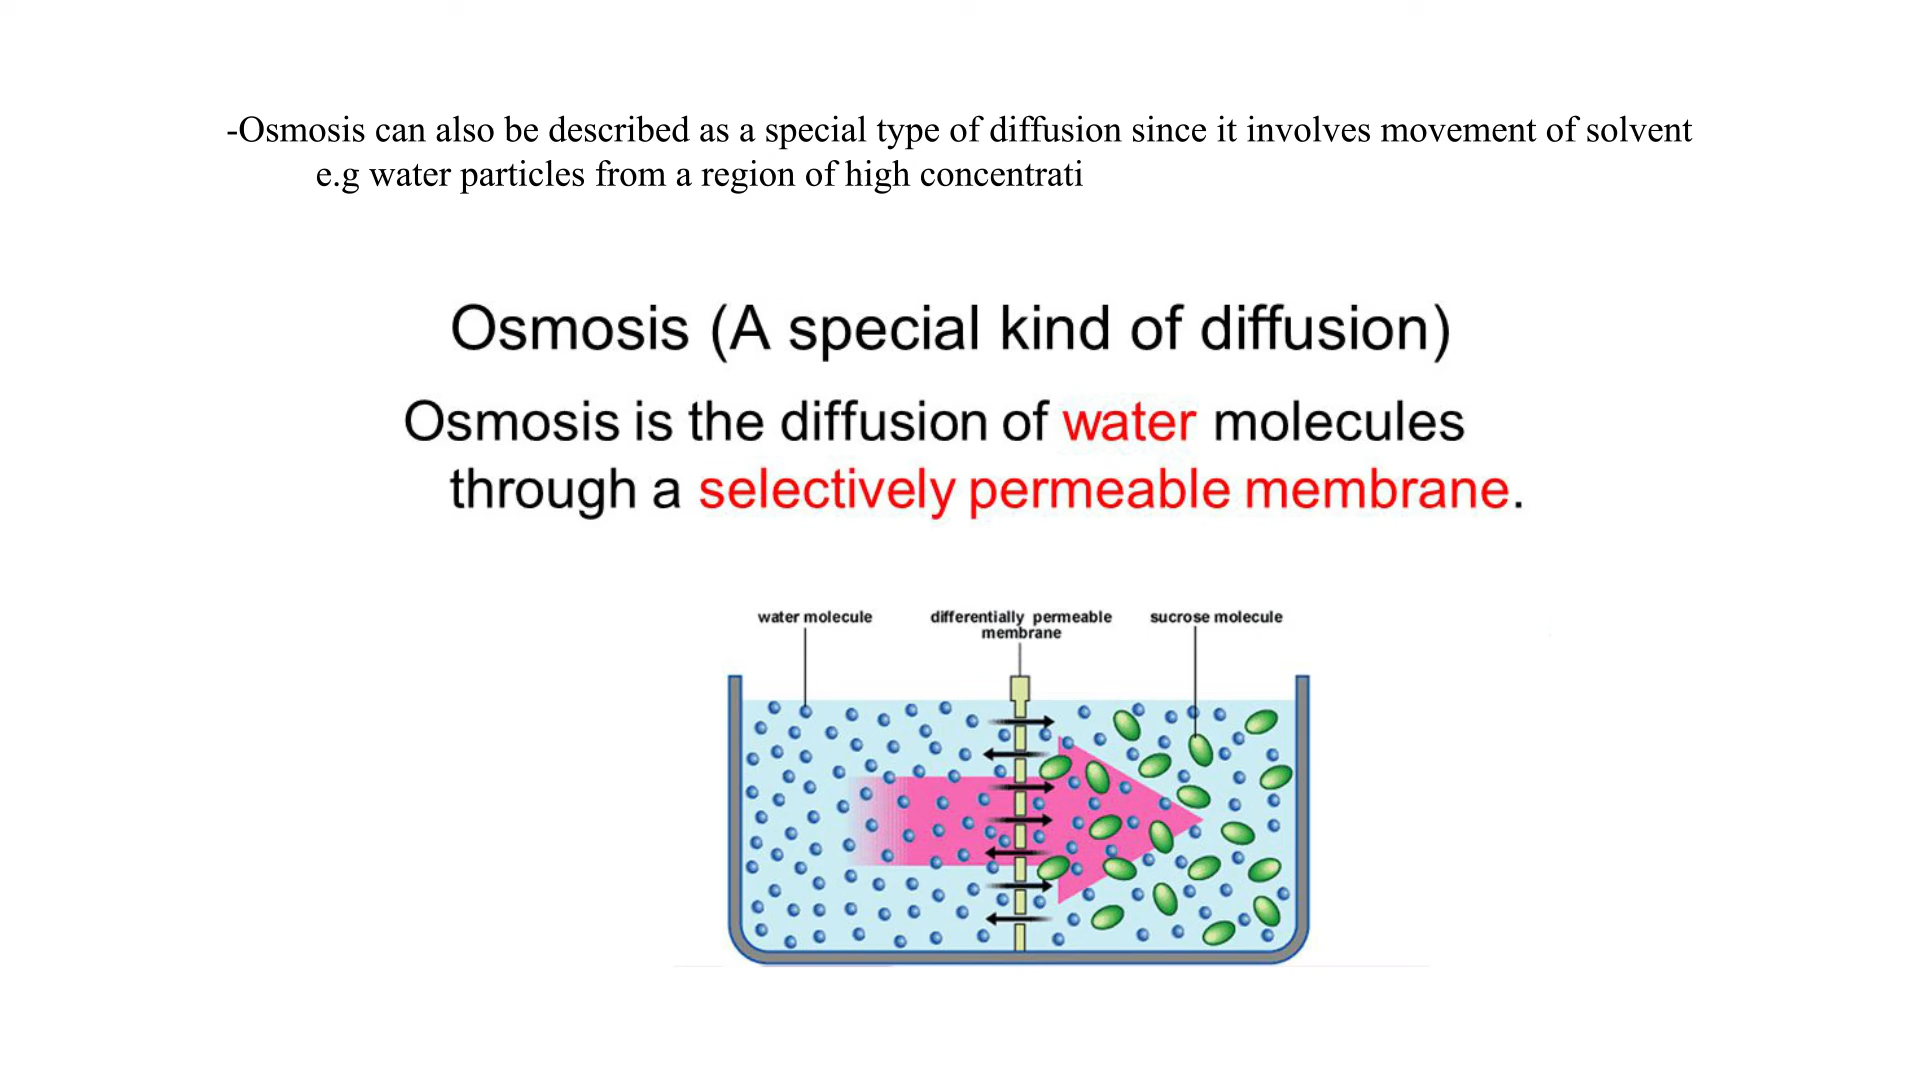 -Osmosis can also be described as a special type of diffusion since it involves movement of solvent
e.g water particles from a region of high concentrati
Osmosis (A special kind of diffusion)
Osmosis is the diffusion of water molecules
through a selectively permeable membrane.
water molecule
differentially permeable
membrane
sucrose molecule